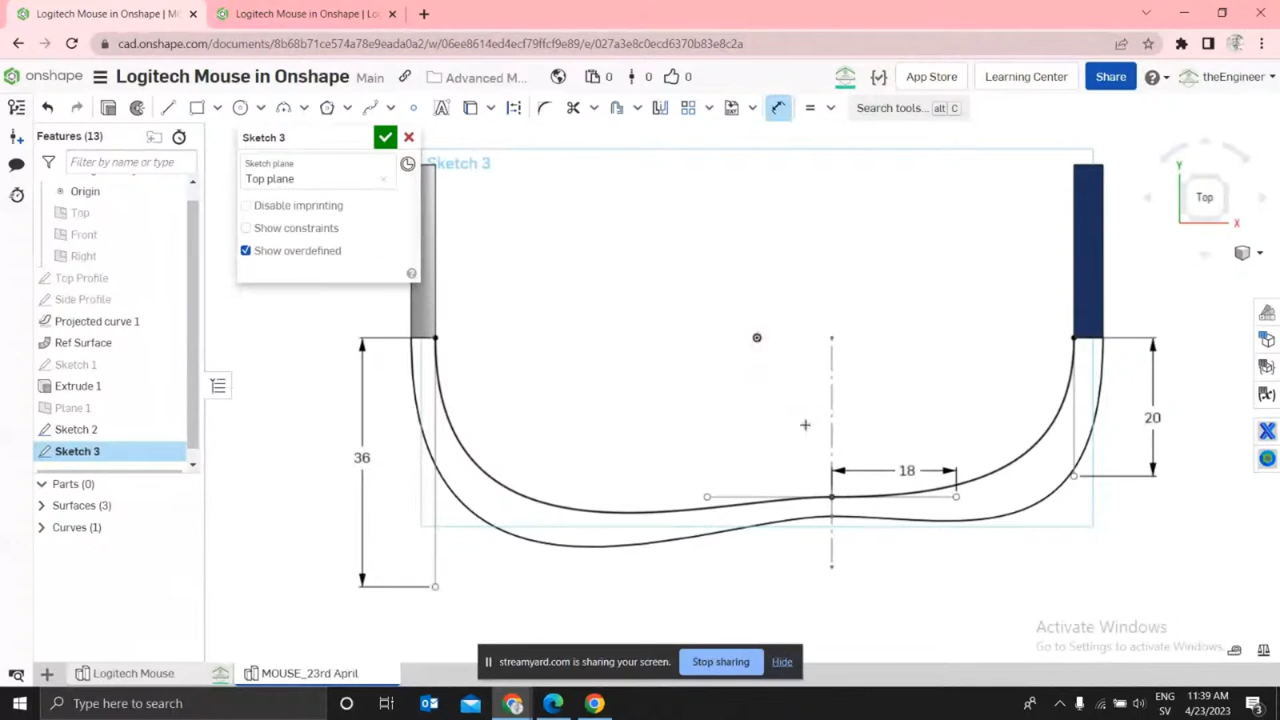 Logitech Mouse in Onshape | M
Logitech Mouse in Onshape | Lo
cad.onshape.com/documents/8b68b71ce574a78e9eada0a2/w/06ee8614ed4ecf79ffcf9e89/e/027a3e8c0ecd6370b83e8c2a
onshape
Logitech Mouse in Onshape Main
Advanced M...
0
0
0
App Store
Learning Center
Share
theEngineer
Search tools... alt C
Features (13)
Filter by name or type
Origin
Top
Front
Right
Top Profile
Side Profile
Projected curve 1
Ref Surface
Sketch 1
Extrude 1
Plane 1
Sketch 2
Sketch 3
Parts (0)
Surfaces (3)
Curves (1)
Sketch 3
Sketch plane
Top plane
Disable imprinting
Show constraints
Show overdefined
Sketch 3
36
18
20
Y
Top
X
Activate Windows
Go to Settings to activate Windows.
streamyard.com is sharing your screen.
Stop sharing
Hide
Logitech Mouse
MOUSE_23rd April
Type here to search
ENG
SV
11:39 AM
4/23/2023
3